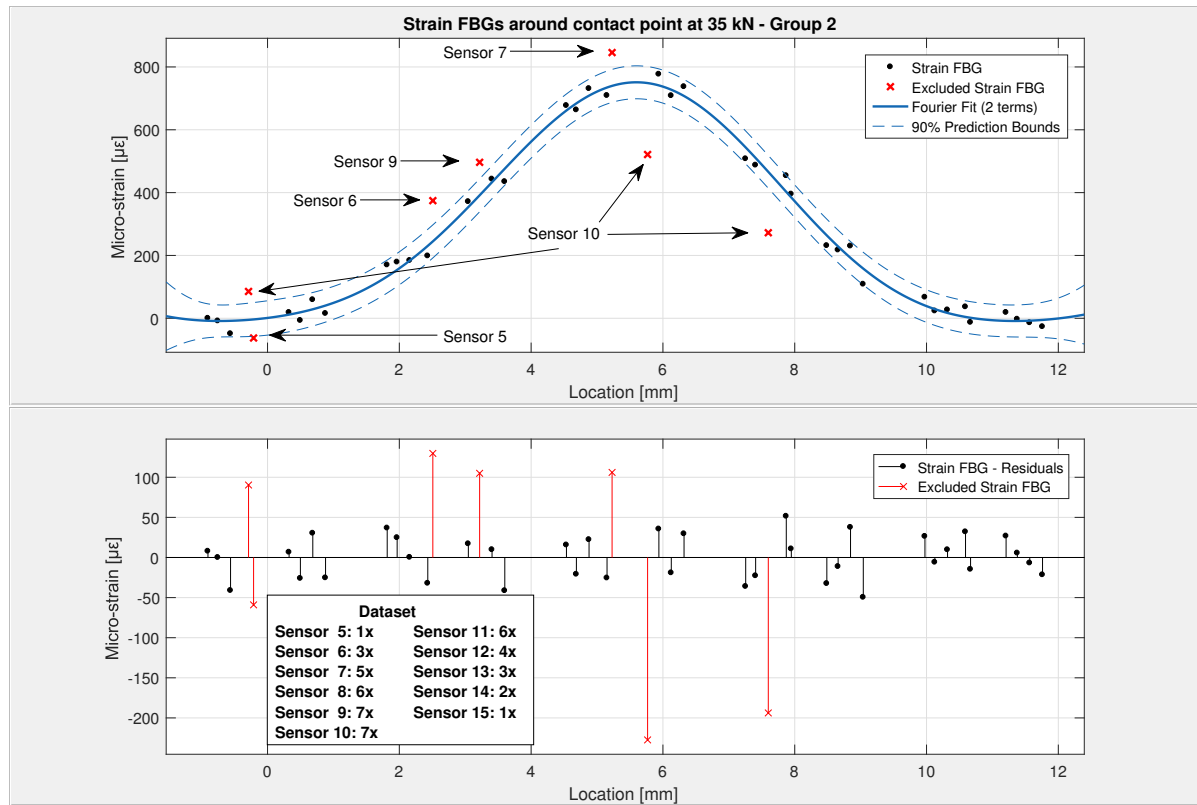 Strain FBGs around contact point at 35 kN - Group 2
Sensor 7
Sensor 9
Sensor 6
Sensor 10
Sensor 5
Strain FBG
Excluded Strain FBG
Fourier Fit (2 terms)
90% Prediction Bounds
Micro-strain [με]
800
600
400
200
0
0 2 4 6 8 10 12
Location [mm]
Strain FBG - Residuals
Excluded Strain FBG
Micro-strain [με]
100
50
0
-50
-100
-150
-200
Dataset
Sensor 5: 1x Sensor 11: 6x
Sensor 6: 3x Sensor 12: 4x
Sensor 7: 5x Sensor 13: 3x
Sensor 8: 6x Sensor 14: 2x
Sensor 9: 7x Sensor 15: 1x
Sensor 10: 7x
0 2 4 6 8 10 12
Location [mm]